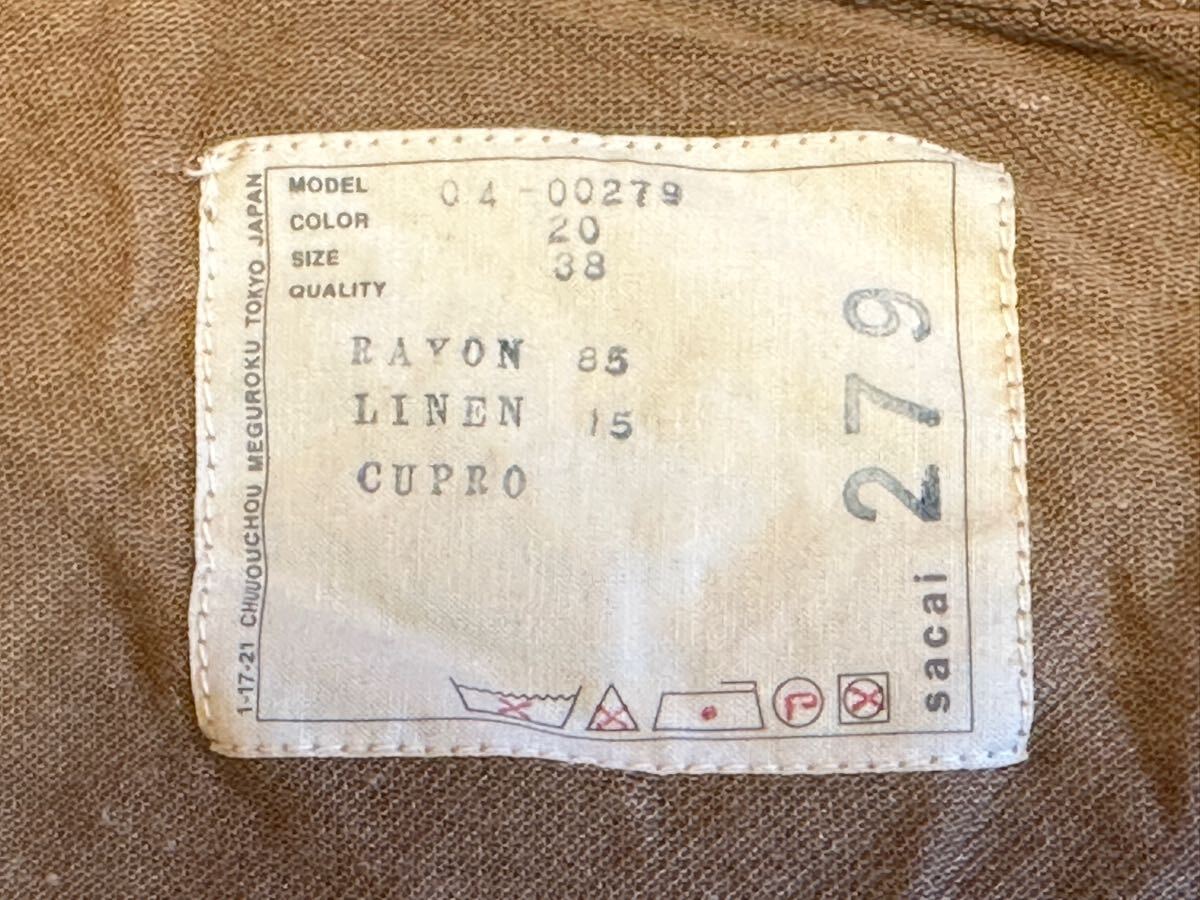 MODEL 04-00279
COLOR 20
SIZE 38
QUALITY
RAYON 85
LINEN 15
CUPRO
279
sacai
1-17-21 CHUUOUCHOU MEGUROKU TOKYO JAPAN